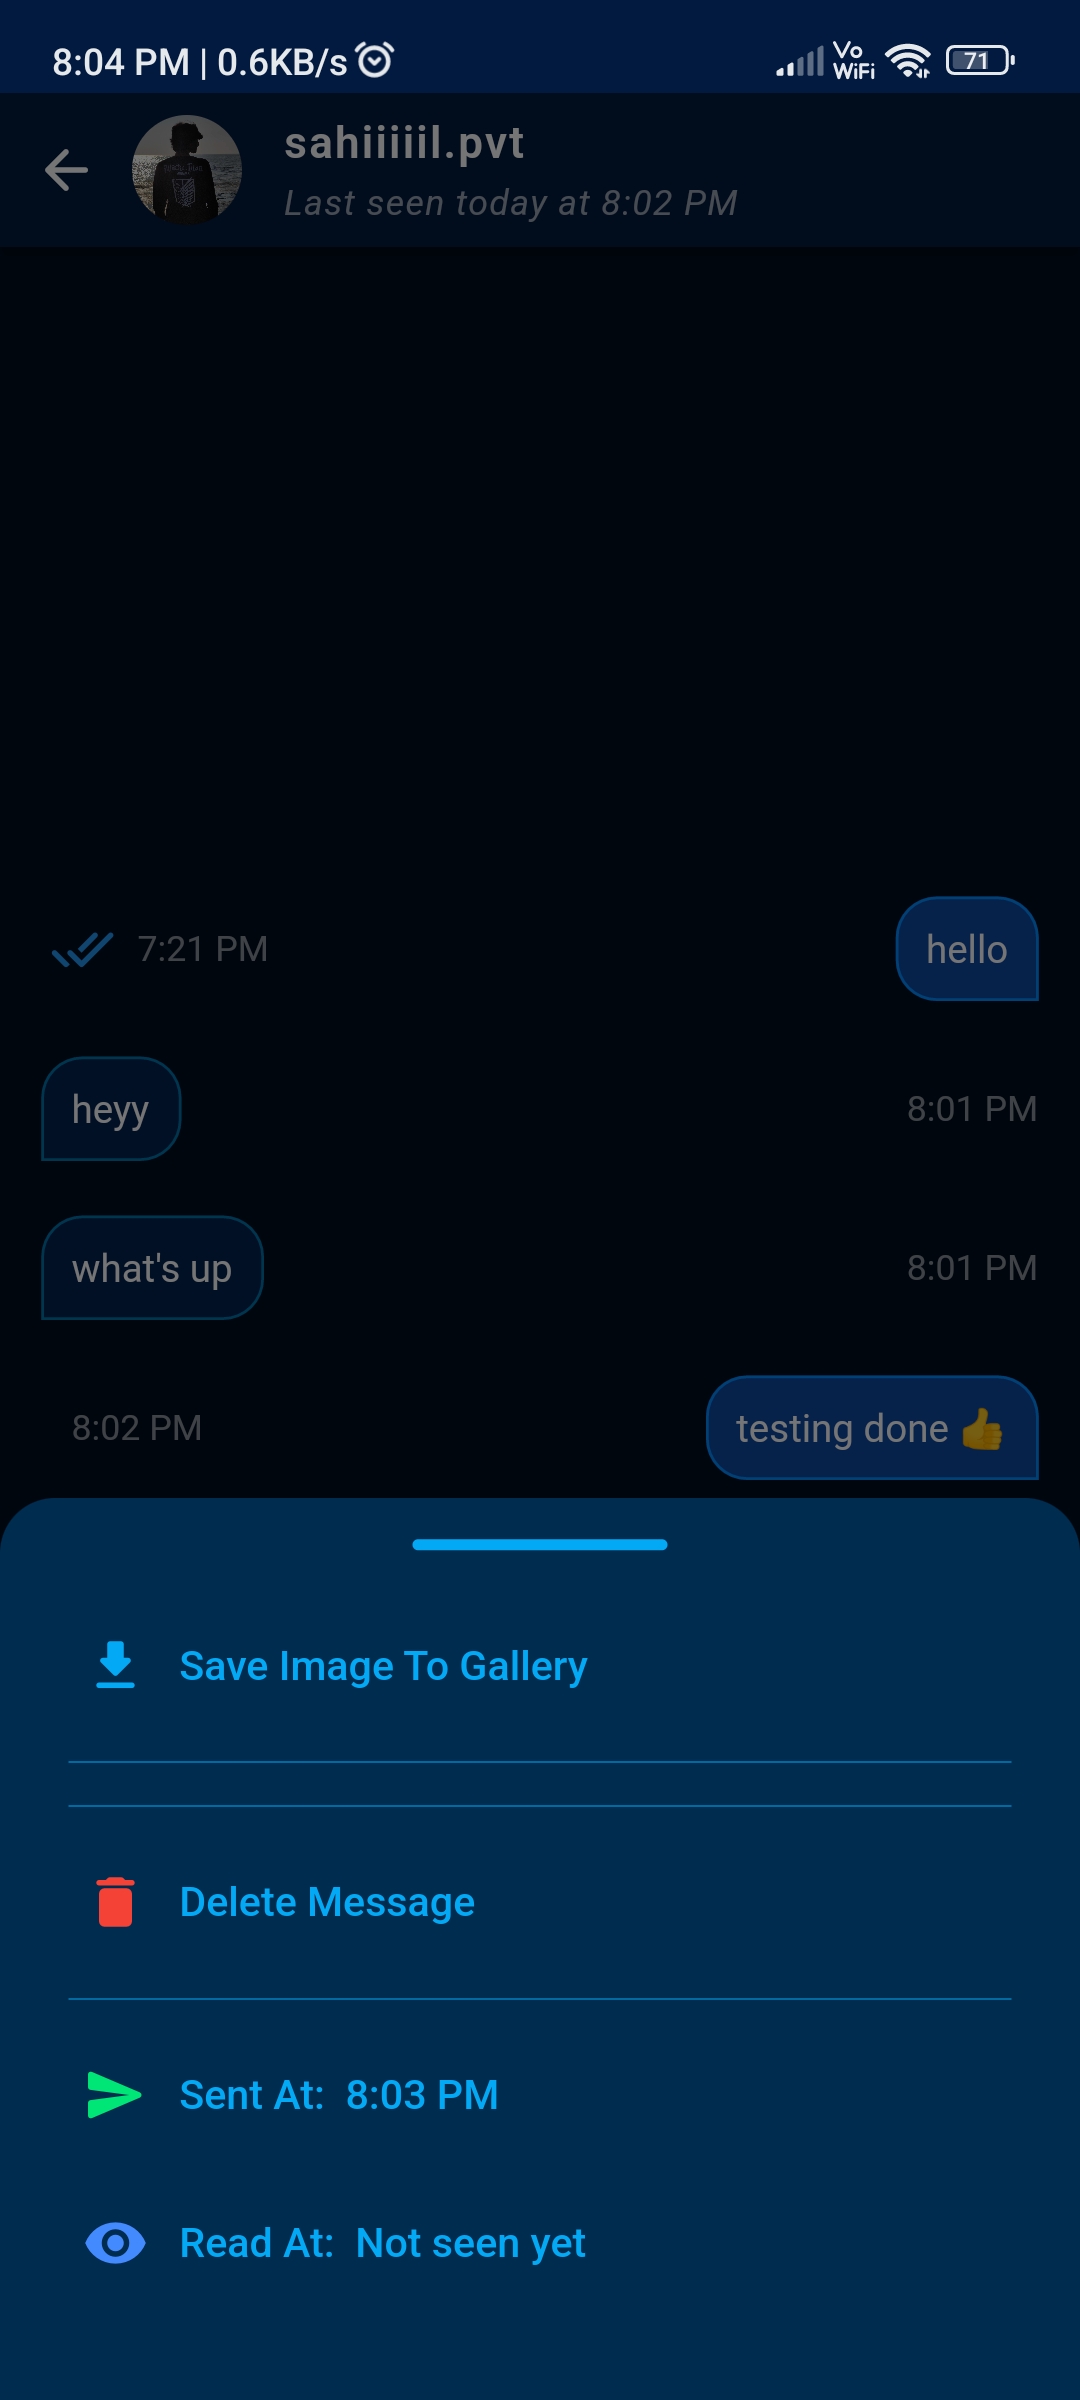 8:04 PM | 0.6KB/s
Vo
WiFi
71
sahiiiiil.pvt
Last seen today at 8:02 PM
7:21 PM
hello
heyy
8:01 PM
what's up
8:01 PM
8:02 PM
testing done 👍
Save Image To Gallery
Delete Message
Sent At: 8:03 PM
Read At: Not seen yet